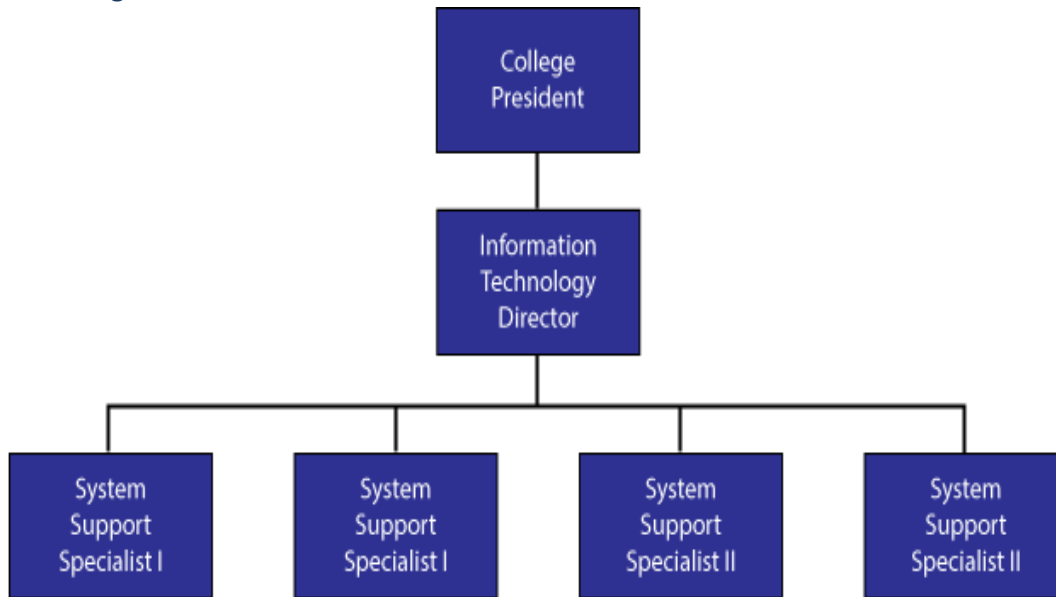 College
President
Information
Technology
Director
System
Support
Specialist I
System
Support
Specialist I
System
Support
Specialist II
System
Support
Specialist II